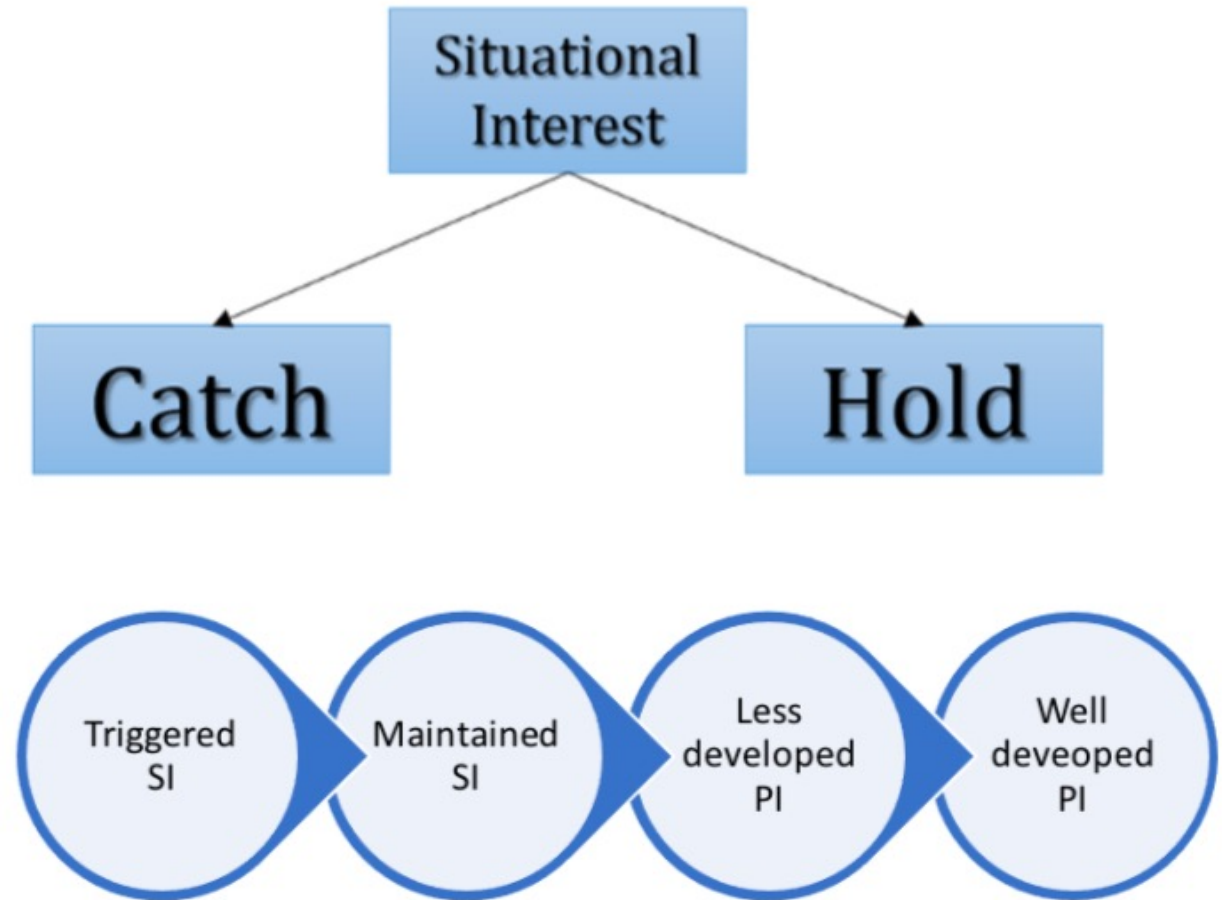 Situational
Interest
Catch
Hold
Triggered
SI
Maintained
SI
Less
developed
PI
Well
deveoped
PI